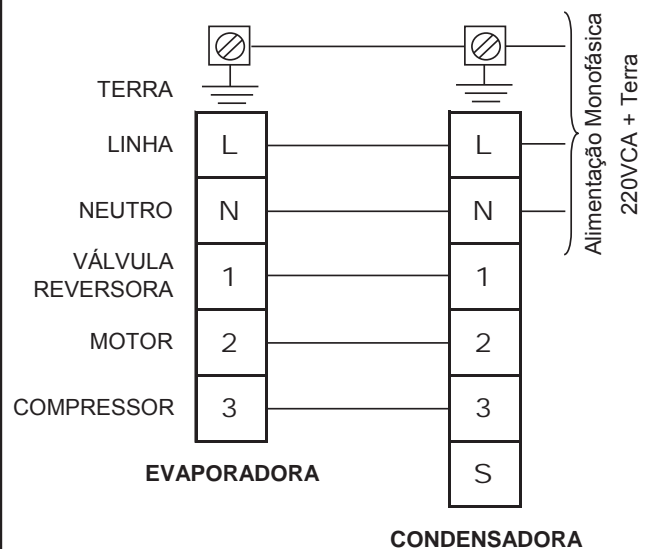 TERRA
LINHA L L
NEUTRO N N
VÁLVULA
REVERSORA 1 1
MOTOR 2 2
COMPRESSOR 3 3
S
EVAPORADORA
CONDENSADORA
Alimentação Monofásica
220VCA + Terra